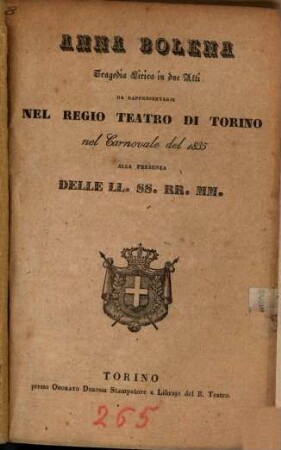 ANNA BOLENA
Tragedia Lirica in due Atti
DA RAPPRESENTARSI
NEL REGIO TEATRO DI TORINO
nel Carnovale del 1835
ALLA PRESENZA
DELLE LL. SS. RR. MM.
TORINO
presso Onorato Derossi Stampatore e Librajo del R. Teatro.
265